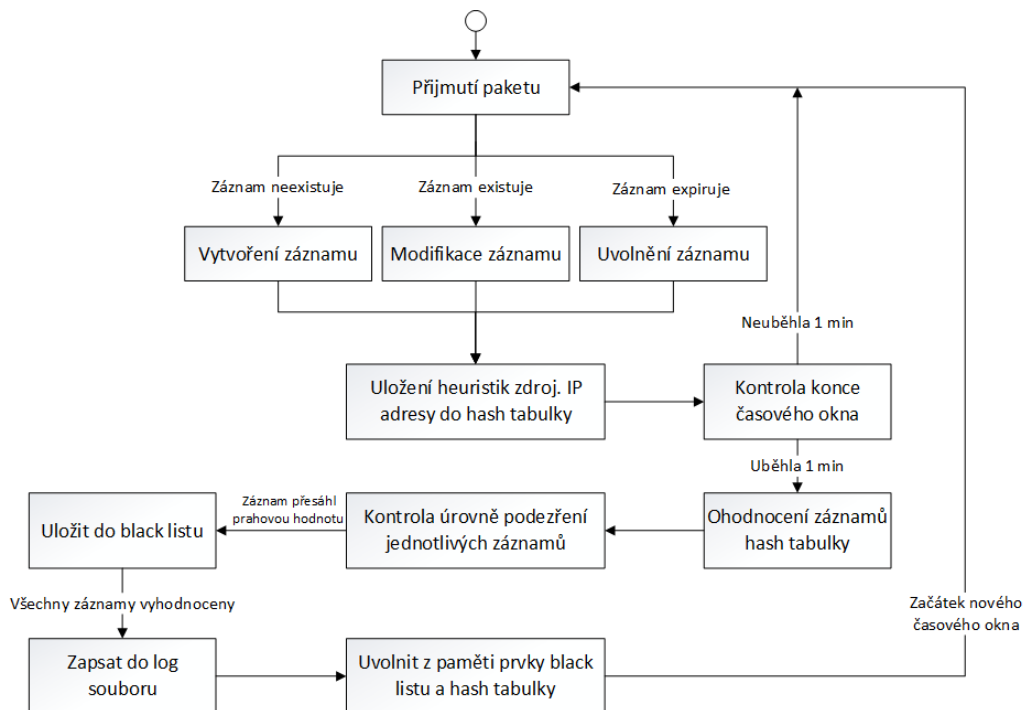 Přijmutí paketu
Záznam neexistuje
Záznam existuje
Záznam expiruje
Vytvoření záznamu
Modifikace záznamu
Uvolnění záznamu
Neuběhla 1 min
Uložení heuristik zdroj. IP
adresy do hash tabulky
Kontrola konce
časového okna
Uběhla 1 min
Uložit do black listu
Záznam přesáhl
prahovou hodnotu
Kontrola úrovně podezření
jednotlivých záznamů
Ohodnocení záznamů
hash tabulky
Všechny záznamy vyhodnoceny
Začátek nového
časového okna
Zapsat do log
souboru
Uvolnit z paměti prvky black
listu a hash tabulky